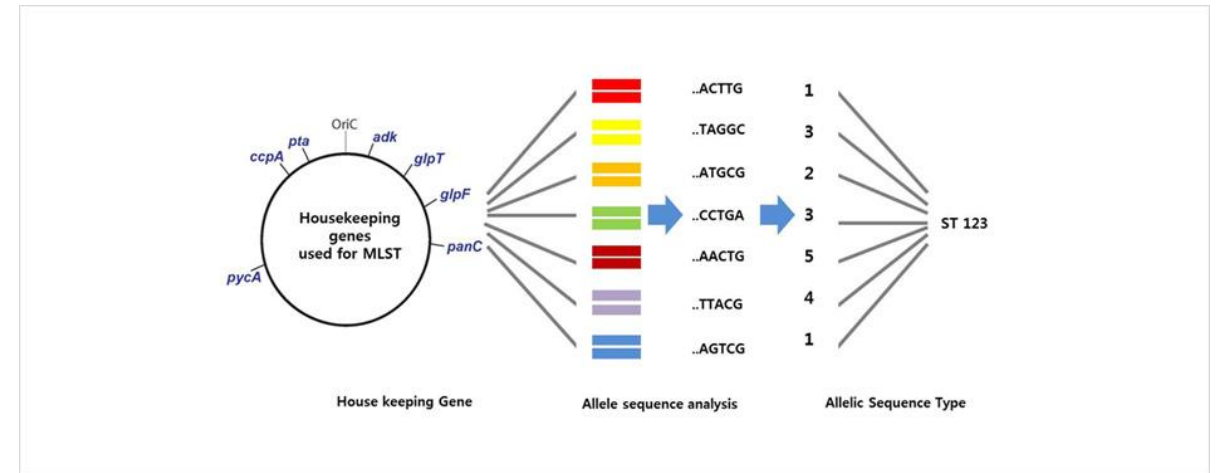 OriC
pta
adk
ccpA
glpT
glpF
panC
pycA
Housekeeping
genes
used for MLST
..ACTTG
1
..TAGGC
3
..ATGCG
2
..CCTGA
3
ST 123
..AACTG
5
..TTACG
4
..AGTCG
1
House keeping Gene
Allele sequence analysis
Allelic Sequence Type